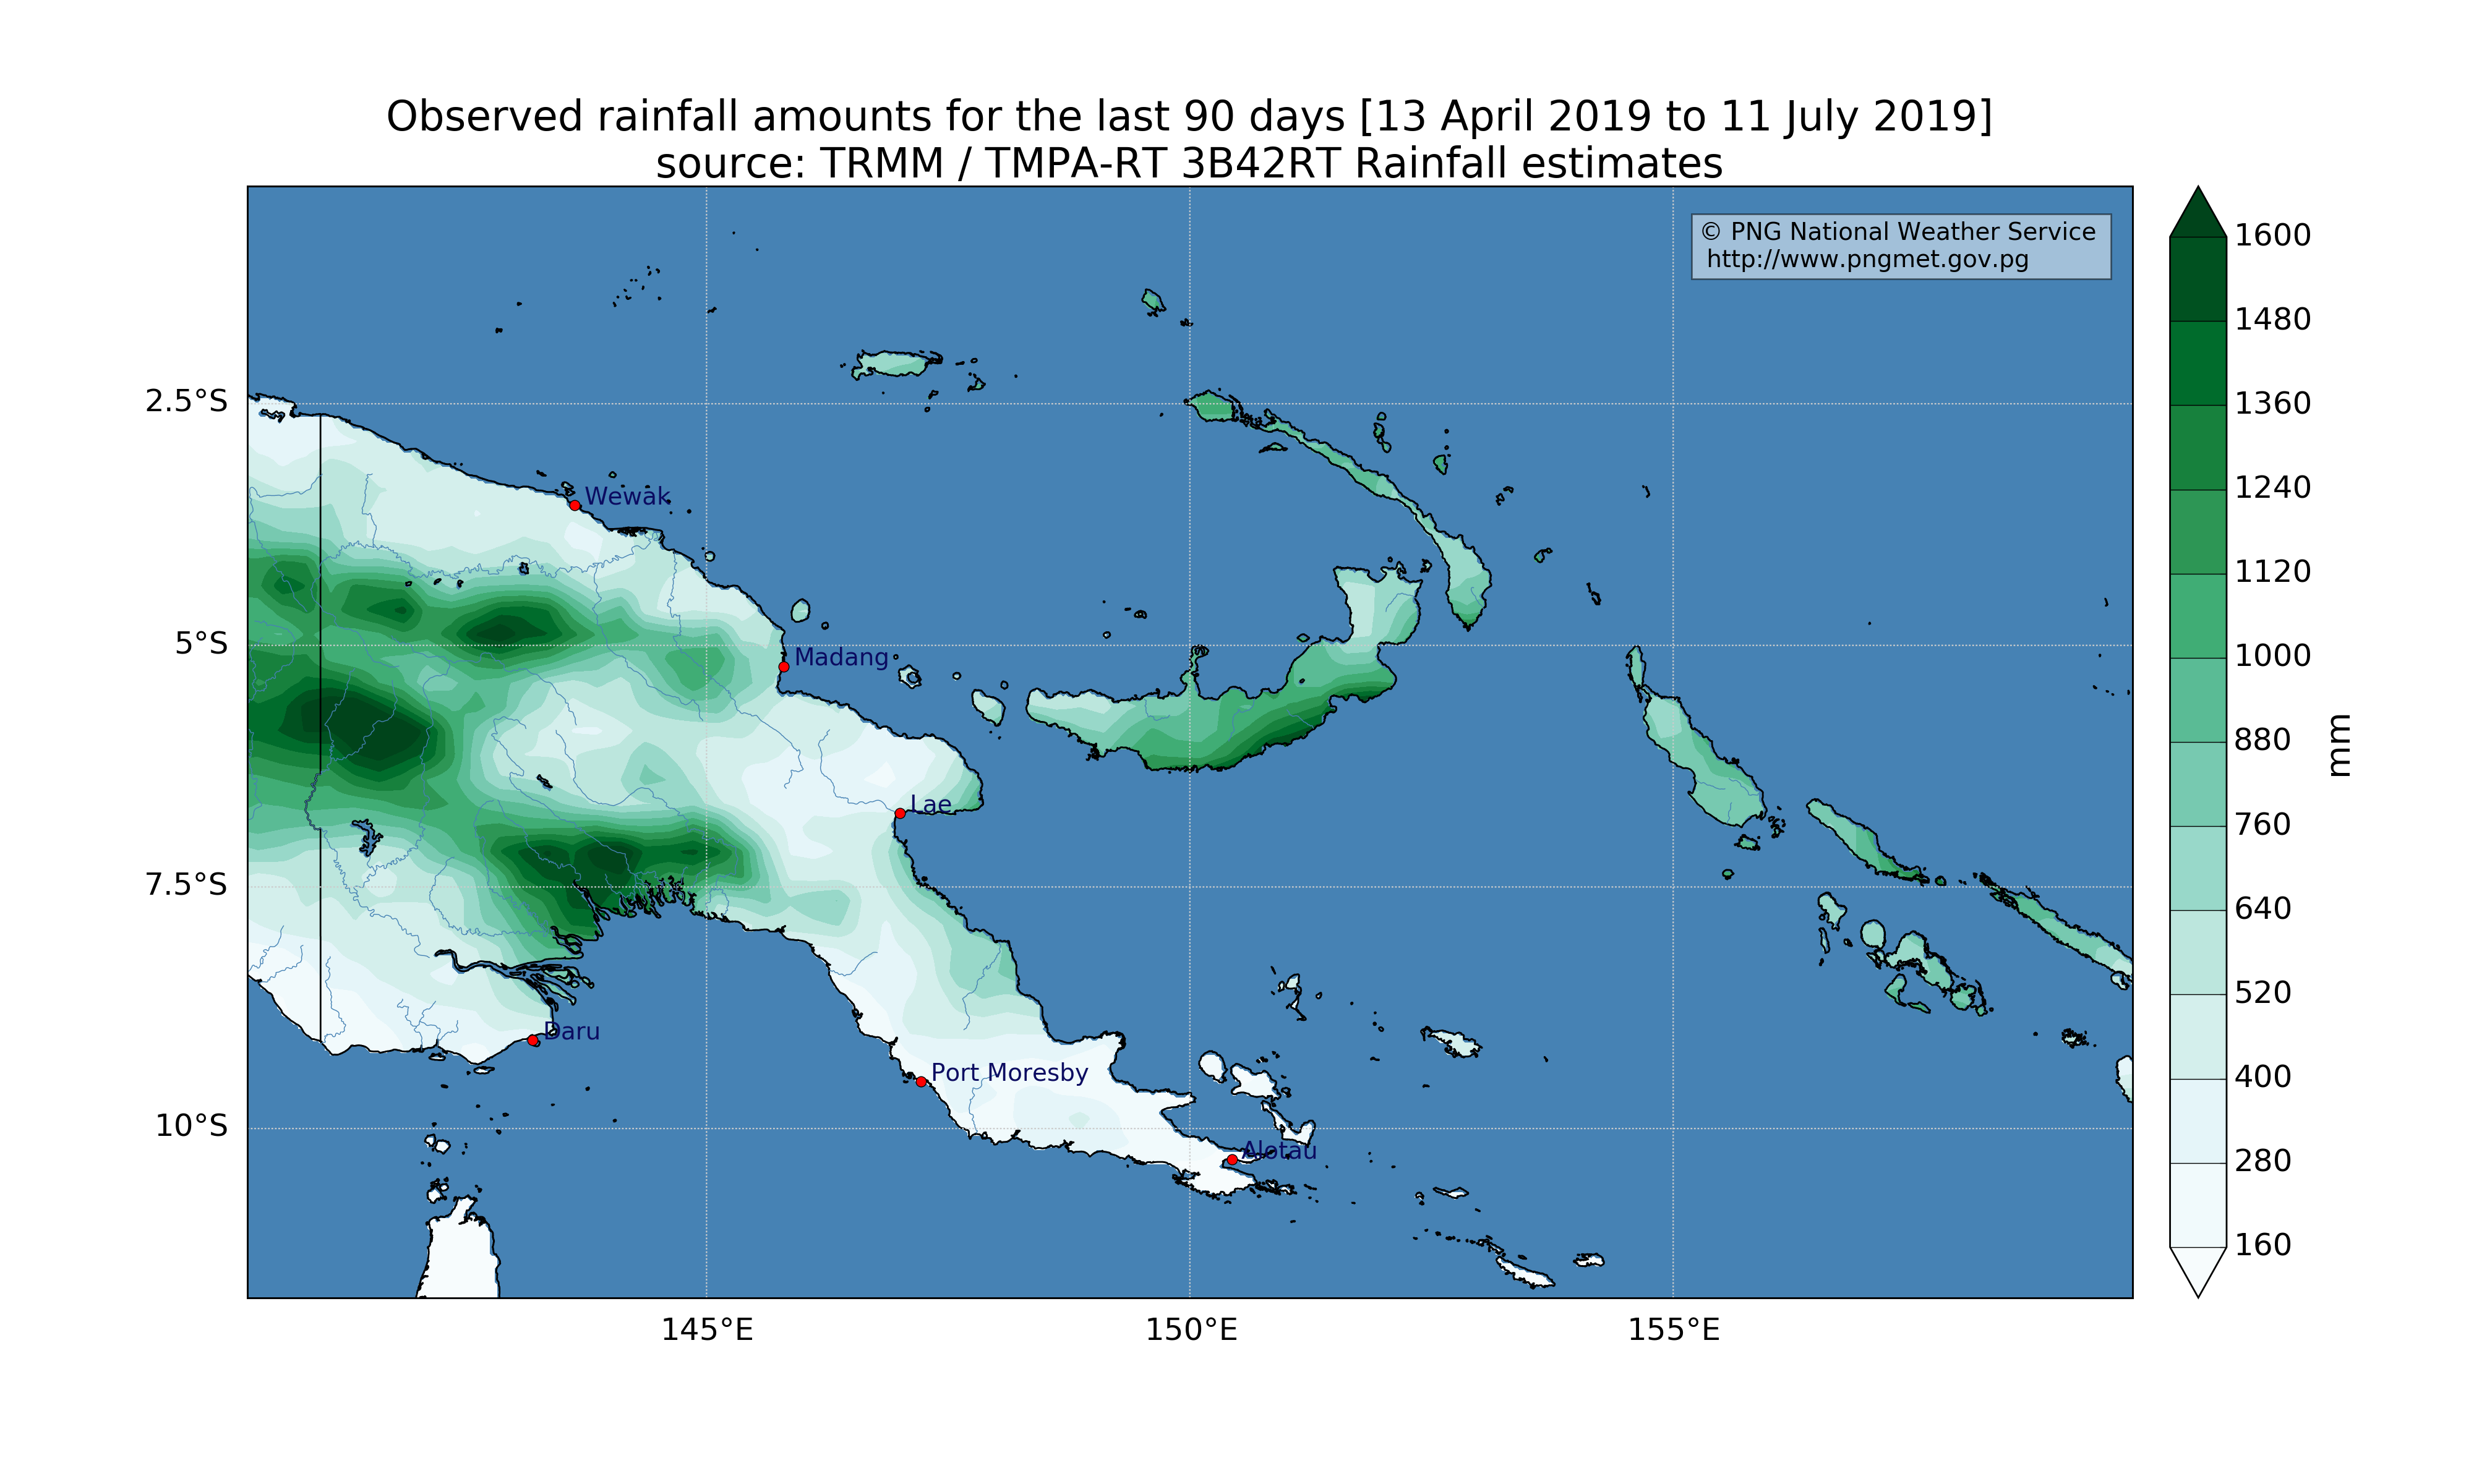 Observed rainfall amounts for the last 90 days [13 April 2019 to 11 July 2019]
source: TRMM / TMPA-RT 3B42RT Rainfall estimates
© PNG National Weather Service
http://www.pngmet.gov.pg
1600
1480
1360
1240
1120
1000
880
760
640
520
400
280
160
mm
2.5°S
5°S
7.5°S
10°S
Wewak
Madang
Lae
Daru
Port Moresby
Alotau
145°E
150°E
155°E